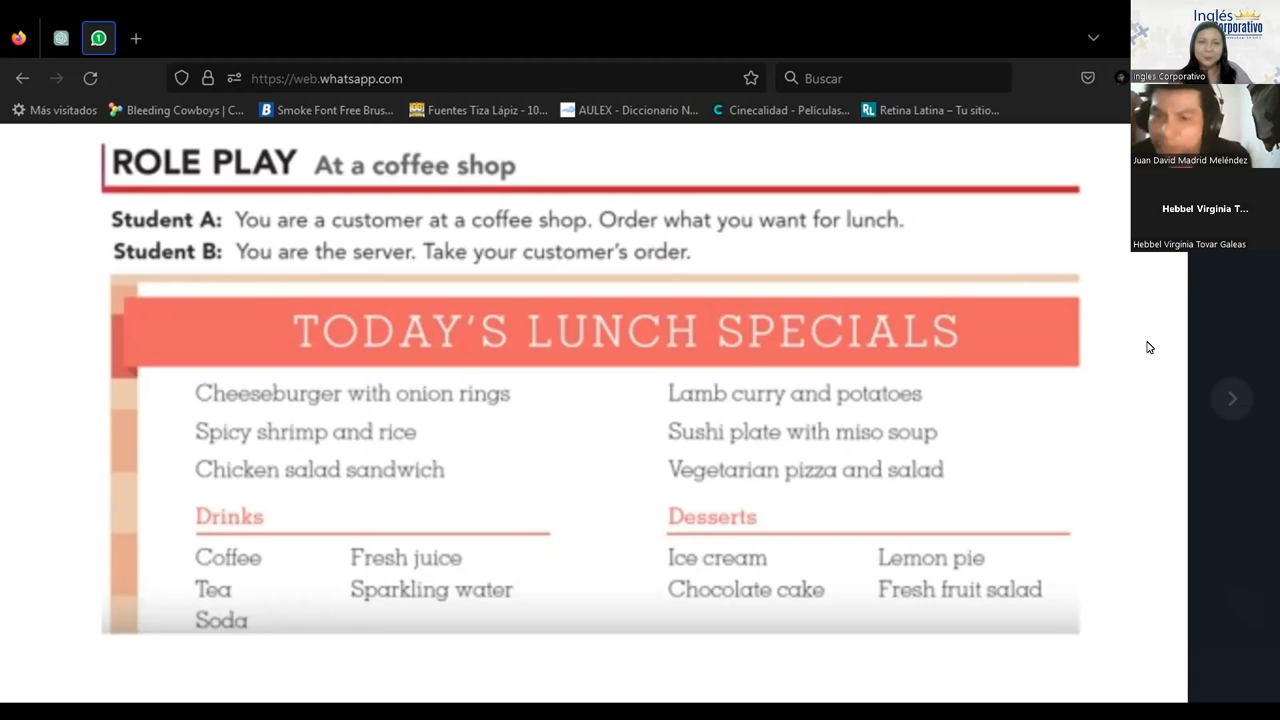 https://web.whatsapp.com
Buscar
Más visitados
Bleeding Cowboys | C...
Smoke Font Free Brus...
Fuentes Tiza Lápiz - 10...
AULEX - Diccionario N...
Cinecalidad - Películas...
Retina Latina – Tu sitio...
ROLE PLAY At a coffee shop
Student A: You are a customer at a coffee shop. Order what you want for lunch.
Student B: You are the server. Take your customer's order.
TODAY'S LUNCH SPECIALS
Cheeseburger with onion rings
Spicy shrimp and rice
Chicken salad sandwich
Lamb curry and potatoes
Sushi plate with miso soup
Vegetarian pizza and salad
Drinks
Coffee Fresh juice
Tea Sparkling water
Soda
Desserts
Ice cream Lemon pie
Chocolate cake Fresh fruit salad
Inglés
Corporativo
Ingles Corporativo
Juan David Madrid Meléndez
Hebbel Virginia T...
Hebbel Virginia Tovar Galeas